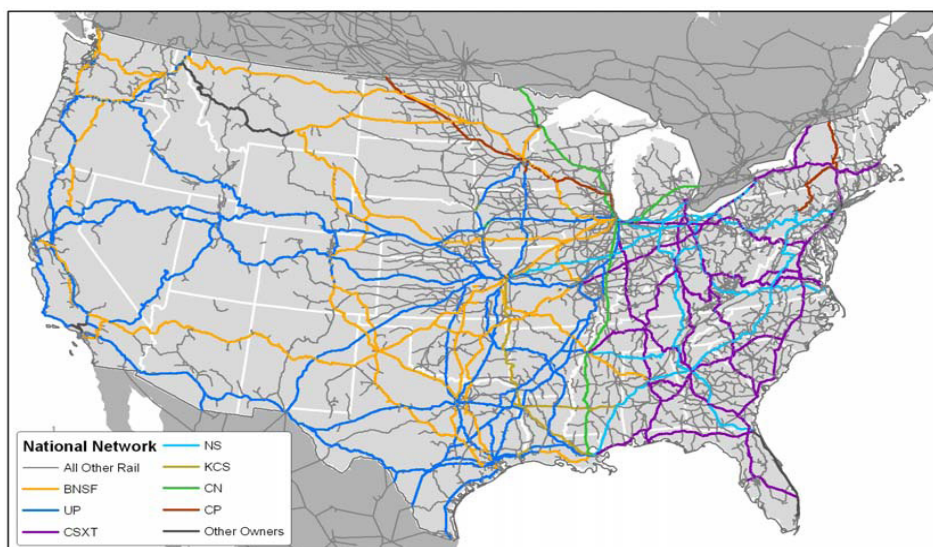 National Network
All Other Rail
BNSF
UP
CSXT
NS
KCS
CN
CP
Other Owners